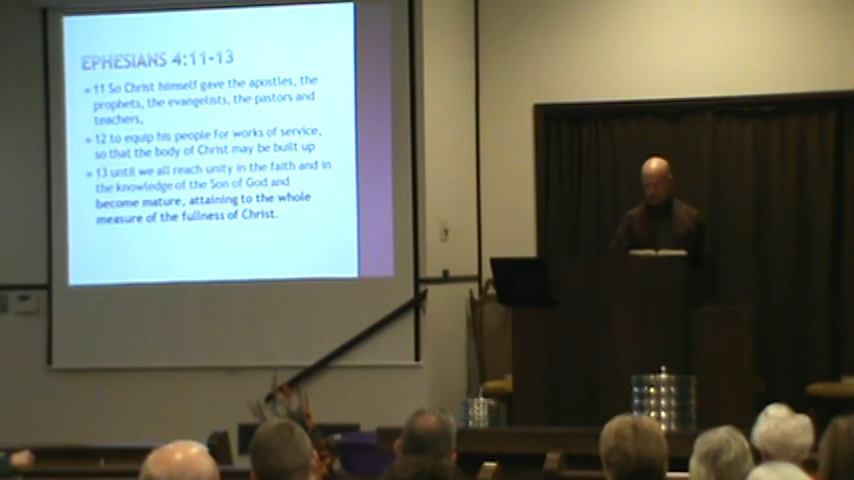 EPHESIANS 4:11-13
11 So Christ himself gave the apostles, the
prophets, the evangelists, the pastors and
teachers,
12 to equip his people for works of service,
so that the body of Christ may be built up
13 until we all reach unity in the faith and in
the knowledge of the Son of God and
become mature, attaining to the whole
measure of the fullness of Christ.